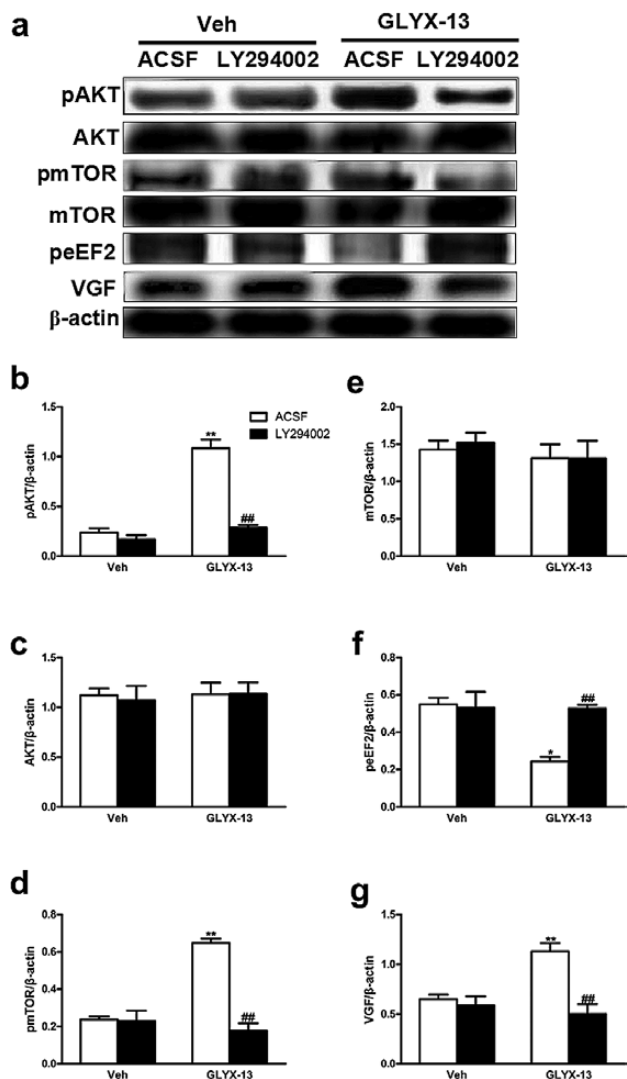 a
Veh GLYX-13
ACSF LY294002 ACSF LY294002
pAKT
AKT
pmTOR
mTOR
peEF2
VGF
β-actin
b
pAKT/β-actin
1.5
1.0
0.5
0.0
**
##
ACSF
LY294002
Veh GLYX-13
e
mTOR/β-actin
2.0
1.5
1.0
0.5
0.0
Veh GLYX-13
c
AKT/β-actin
1.5
1.0
0.5
0.0
Veh GLYX-13
f
peEF2/β-actin
0.8
0.6
0.4
0.2
0.0
*
##
Veh GLYX-13
d
pmTOR/β-actin
0.8
0.6
0.4
0.2
0.0
**
##
Veh GLYX-13
g
VGF/β-actin
1.5
1.0
0.5
0.0
**
##
Veh GLYX-13